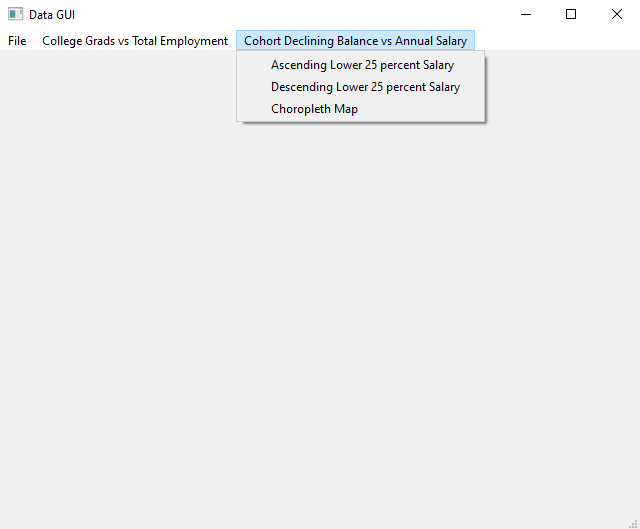 Data GUI
File College Grads vs Total Employment Cohort Declining Balance vs Annual Salary
Ascending Lower 25 percent Salary
Descending Lower 25 percent Salary
Choropleth Map